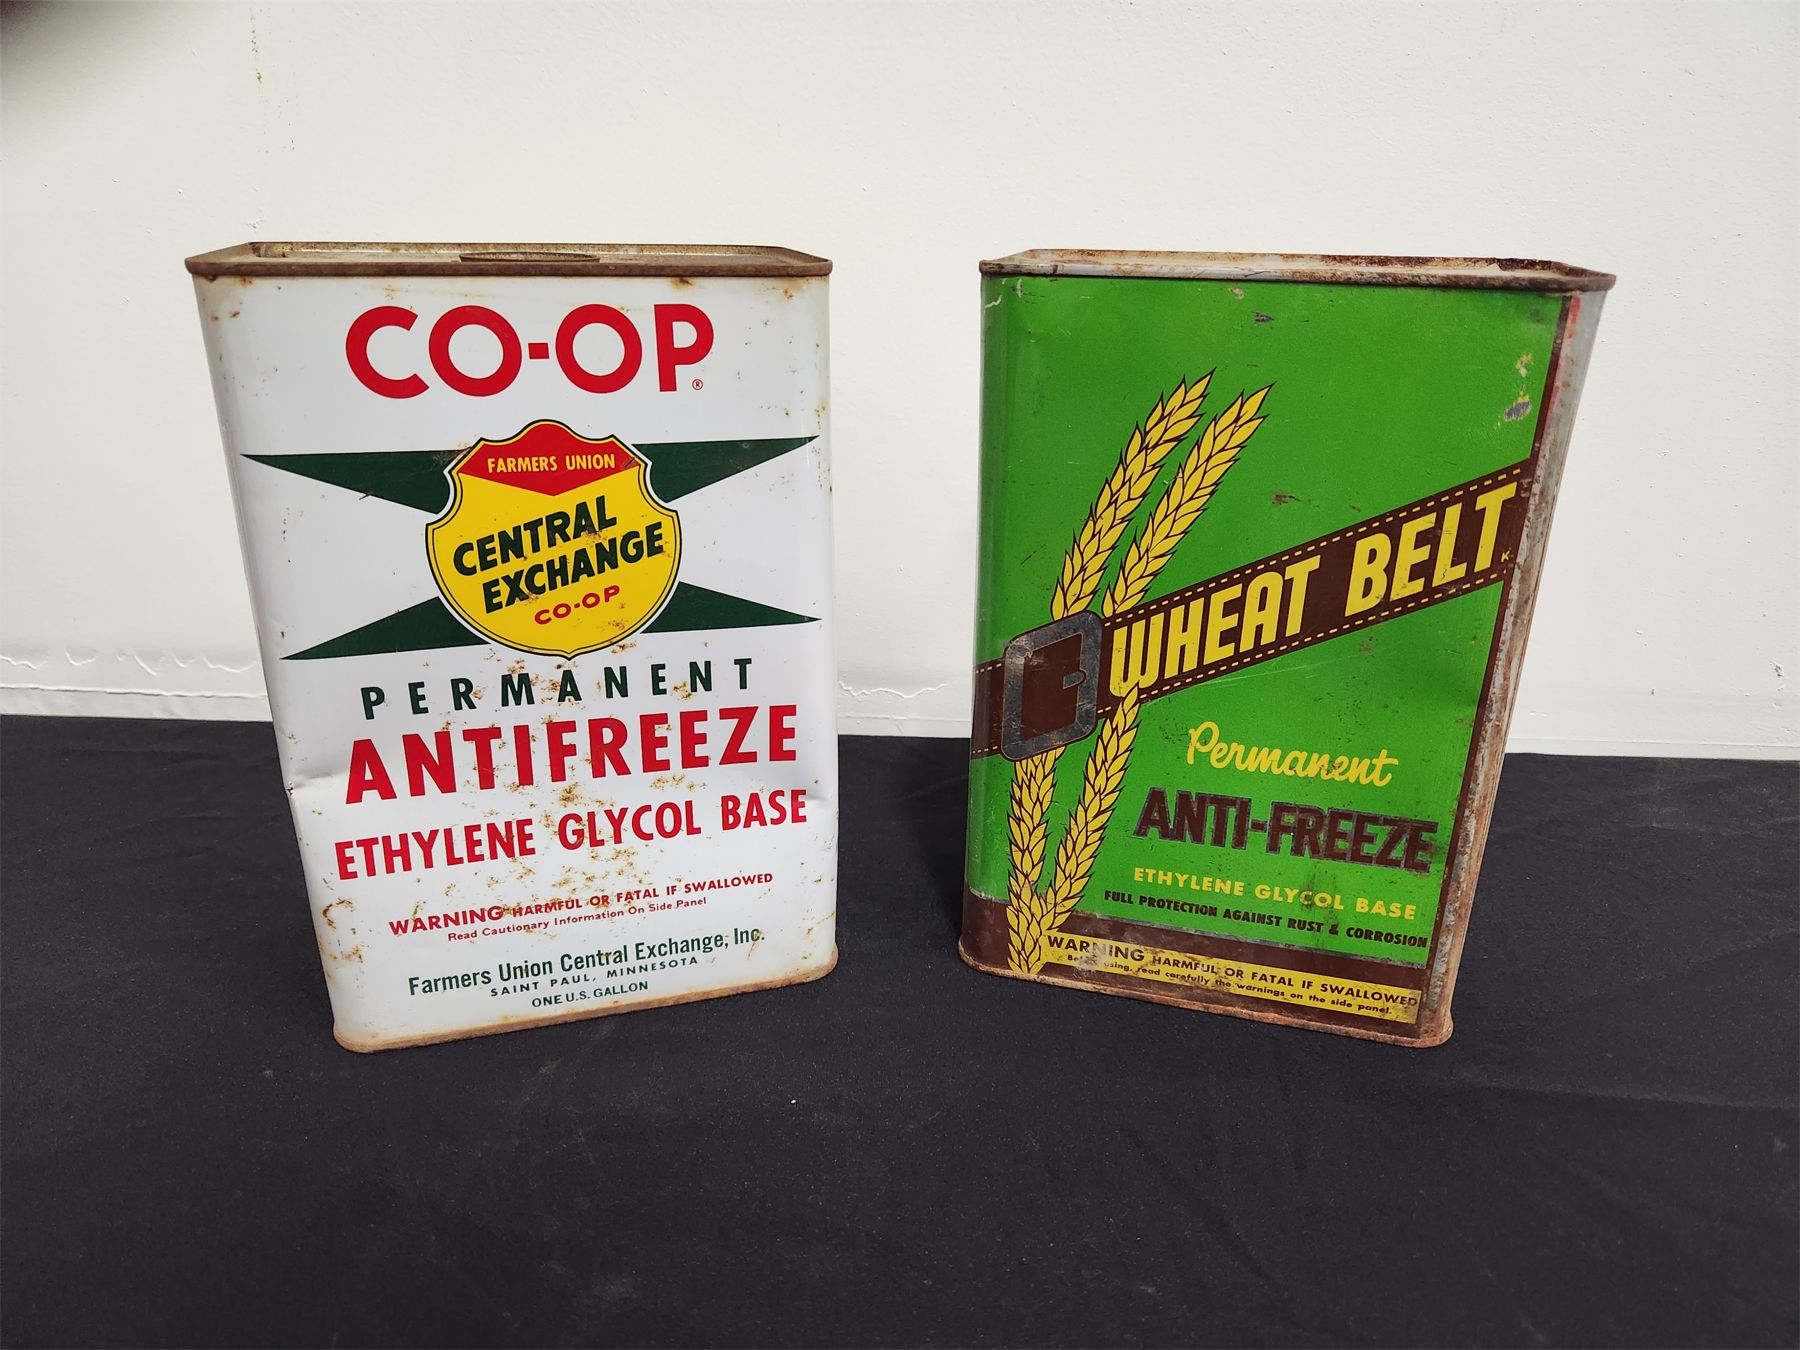 CO-OP®
FARMERS UNION
CENTRAL
EXCHANGE
CO-OP
PERMANENT
ANTIFREEZE
ETHYLENE GLYCOL BASE
WARNING HARMFUL OR FATAL IF SWALLOWED
Read Cautionary Information On Side Panel
Farmers Union Central Exchange, Inc.
SAINT PAUL, MINNESOTA
ONE U.S. GALLON
WHEAT BELT
Permanent
ANTI-FREEZE
ETHYLENE GLYCOL BASE
FULL PROTECTION AGAINST RUST & CORROSION
WARNING HARMFUL OR FATAL IF SWALLOWED
using, read carefully the warnings on the side panel.